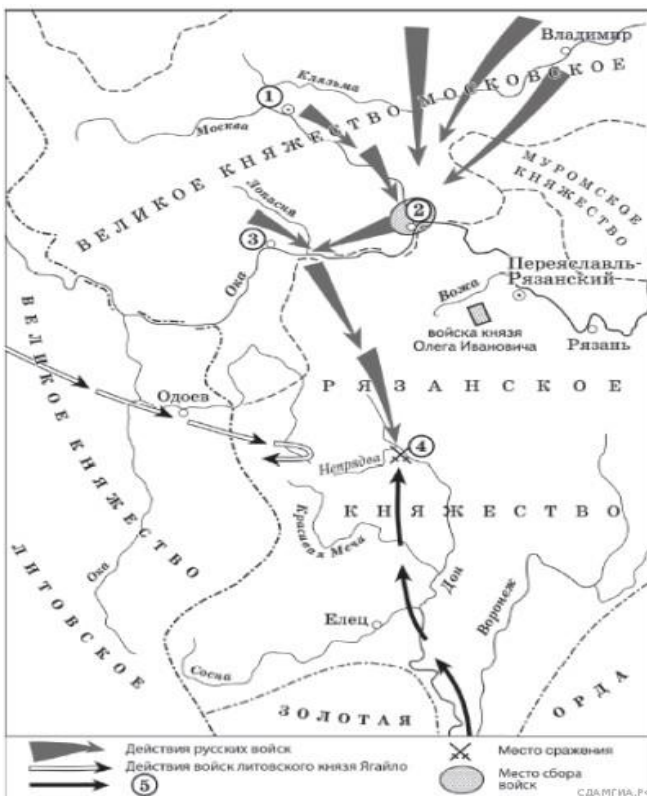 Владимир
Клязьма
1
Москва
ВЕЛИКОЕ КНЯЖЕСТВО МОСКОВСКОЕ
МУРОМСКОЕ
КНЯЖЕСТВО
Лопасня
2
3
Ока
Переяславль-
Рязанский
Вожа
войска князя
Олега Ивановича
Рязань
ВЕЛИКОЕ КНЯЖЕСТВО
ЛИТОВСКОЕ
Одоев
РЯЗАНСКОЕ
4
Непрядва
КНЯЖЕСТВО
Красивая Меча
Ока
Дон
Воронеж
Елец
Сосна
ЗОЛОТАЯ
ОРДА
Действия русских войск
Действия войск литовского князя Ягайло
5
Место сражения
Место сбора
войск
СДАМГИА.РФ